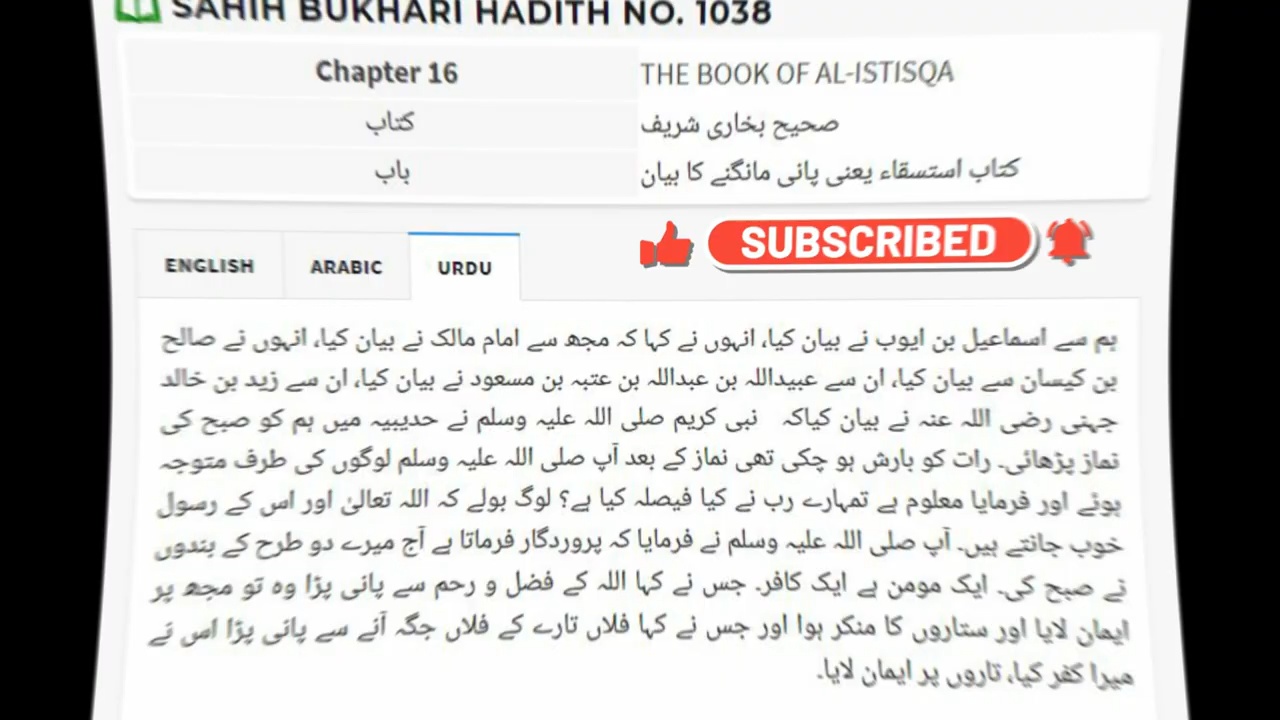 SAHIH BUKHARI HADITH NO. 1038
Chapter 16
THE BOOK OF AL-ISTISQA
کتاب
صحیح بخاری شریف
باب
کتاب استسقاء یعنی پانی مانگنے کا بیان
SUBSCRIBED
ENGLISH
ARABIC
URDU
ہم سے اسماعیل بن ایوب نے بیان کیا، انہوں نے کہا کہ مجھ سے امام مالک نے بیان کیا، انہوں نے صالح
بن کیسان سے بیان کیا، ان سے عبیداللہ بن عبداللہ بن عتبہ بن مسعود نے بیان کیا، ان سے زید بن خالد
جہنی رضی اللہ عنہ نے بیان کیاکہ نبی کریم صلی اللہ علیہ وسلم نے حدیبیہ میں ہم کو صبح کی
نماز پڑھائی۔ رات کو بارش ہو چکی تھی نماز کے بعد آپ صلی اللہ علیہ وسلم لوگوں کی طرف متوجہ
ہوئے اور فرمایا معلوم ہے تمہارے رب نے کیا فیصلہ کیا ہے؟ لوگ بولے کہ اللہ تعالیٰ اور اس کے رسول
خوب جانتے ہیں۔ آپ صلی اللہ علیہ وسلم نے فرمایا کہ پروردگار فرماتا ہے آج میرے دو طرح کے بندوں
نے صبح کی۔ ایک مومن ہے ایک کافر۔ جس نے کہا اللہ کے فضل و رحم سے پانی پڑا وہ تو مجھ پر
ایمان لایا اور ستاروں کا منکر ہوا اور جس نے کہا فلاں تارے کے فلاں جگہ آنے سے پانی پڑا اس نے
میرا کفر کیا، تاروں پر ایمان لایا۔